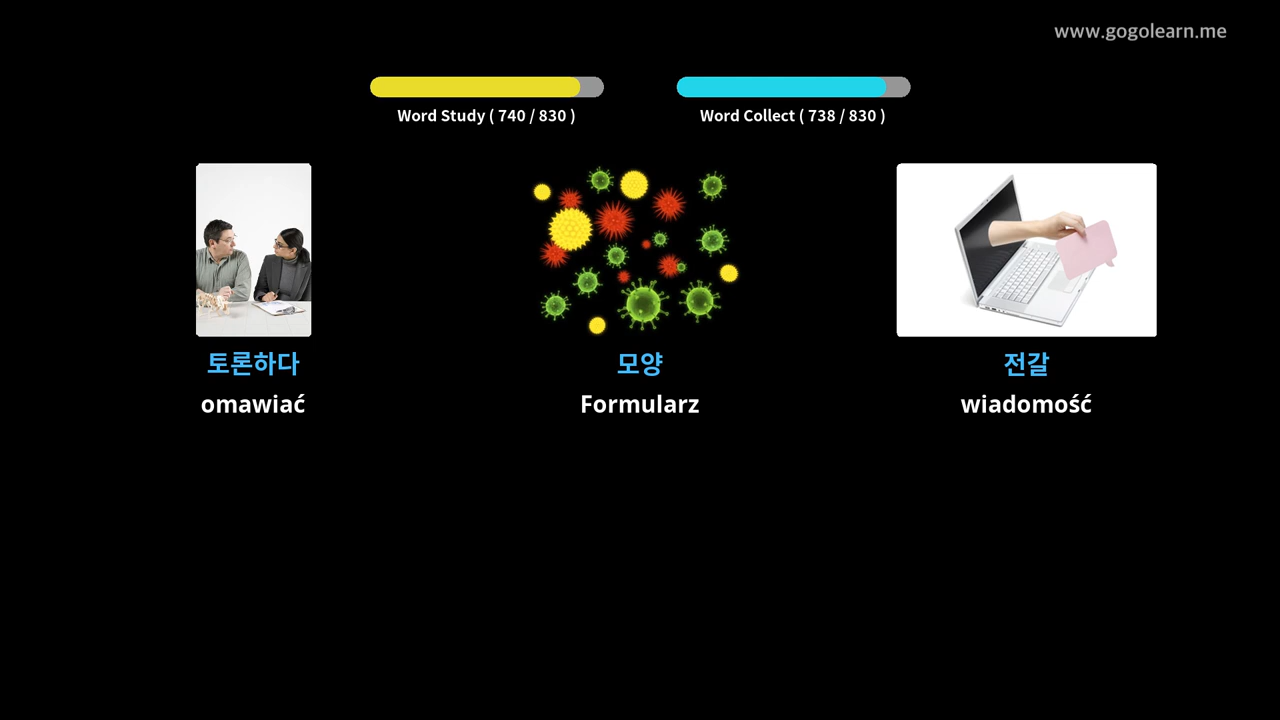 www.gogolearn.me
Word Study ( 740 / 830 )
Word Collect ( 738 / 830 )
토론하다
모양
전갈
omawiać
Formularz
wiadomość